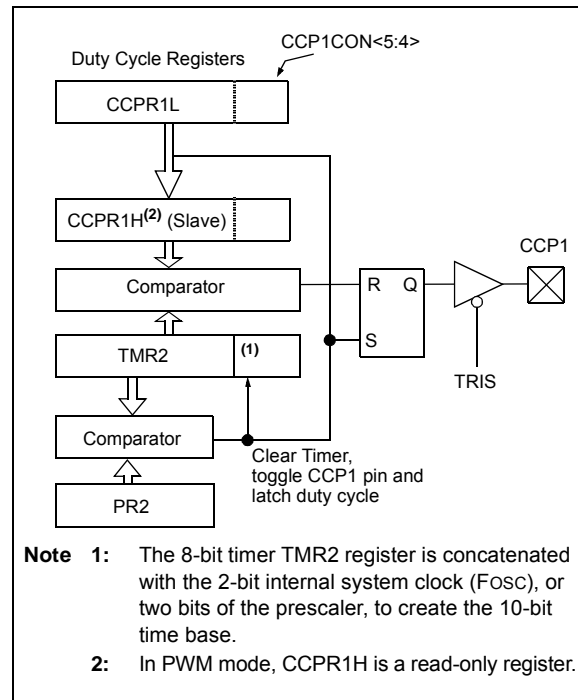 CCP1CON<5:4>
Duty Cycle Registers
CCPR1L
CCPR1H(2) (Slave)
CCP1
Comparator
R Q
TMR2 (1)
S
TRIS
Comparator
Clear Timer,
toggle CCP1 pin and
latch duty cycle
PR2
Note 1: The 8-bit timer TMR2 register is concatenated
with the 2-bit internal system clock (FOSC), or
two bits of the prescaler, to create the 10-bit
time base.
2: In PWM mode, CCPR1H is a read-only register.